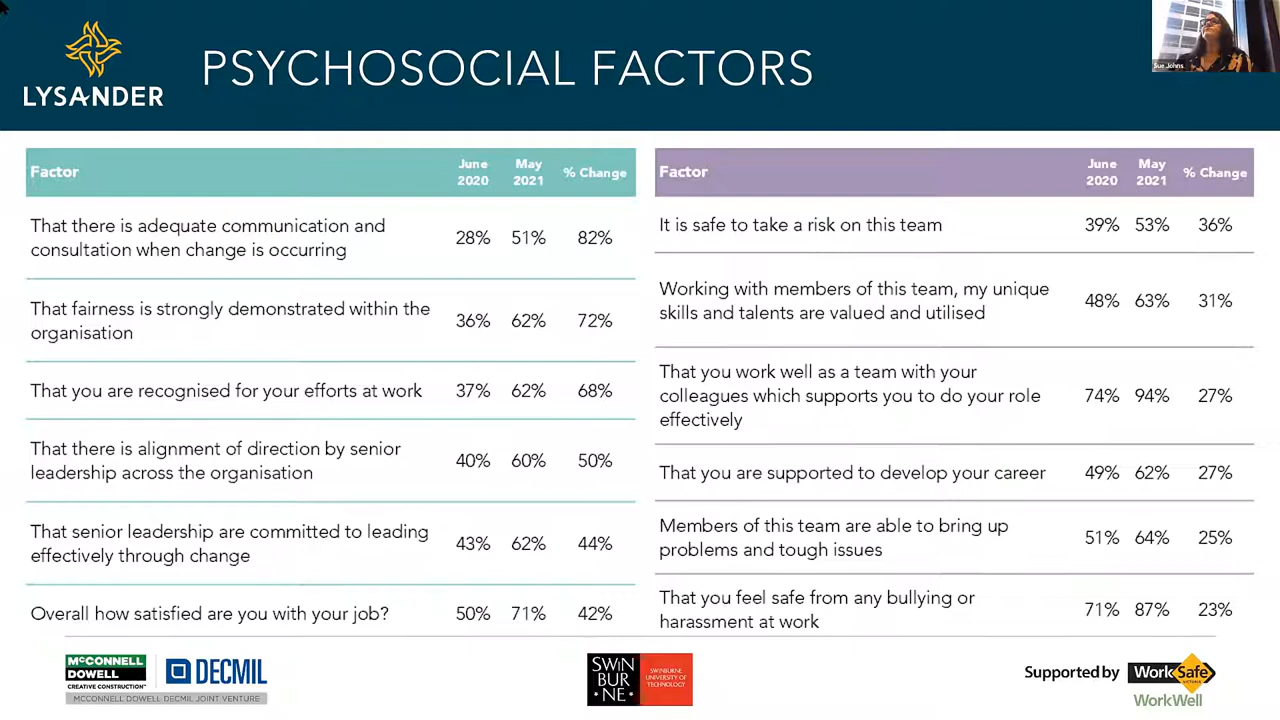 LYSANDER
PSYCHOSOCIAL FACTORS
Sue Johns
Factor
June
2020
May
2021
% Change
That there is adequate communication and
consultation when change is occurring
28% 51% 82%
That fairness is strongly demonstrated within the
organisation
36% 62% 72%
That you are recognised for your efforts at work 37% 62% 68%
That there is alignment of direction by senior
leadership across the organisation
40% 60% 50%
That senior leadership are committed to leading
effectively through change
43% 62% 44%
Overall how satisfied are you with your job? 50% 71% 42%
Factor
June
2020
May
2021
% Change
It is safe to take a risk on this team 39% 53% 36%
Working with members of this team, my unique
skills and talents are valued and utilised
48% 63% 31%
That you work well as a team with your
colleagues which supports you to do your role
effectively
74% 94% 27%
That you are supported to develop your career 49% 62% 27%
Members of this team are able to bring up
problems and tough issues
51% 64% 25%
That you feel safe from any bullying or
harassment at work
71% 87% 23%
McCONNELL
DOWELL
CREATIVE CONSTRUCTION™
DECMIL
MCCONNELL DOWELL DECMIL JOINT VENTURE
SWIN
BUR
NE
SWINBURNE
UNIVERSITY OF
TECHNOLOGY
Supported by
WorkSafe
VICTORIA
WorkWell